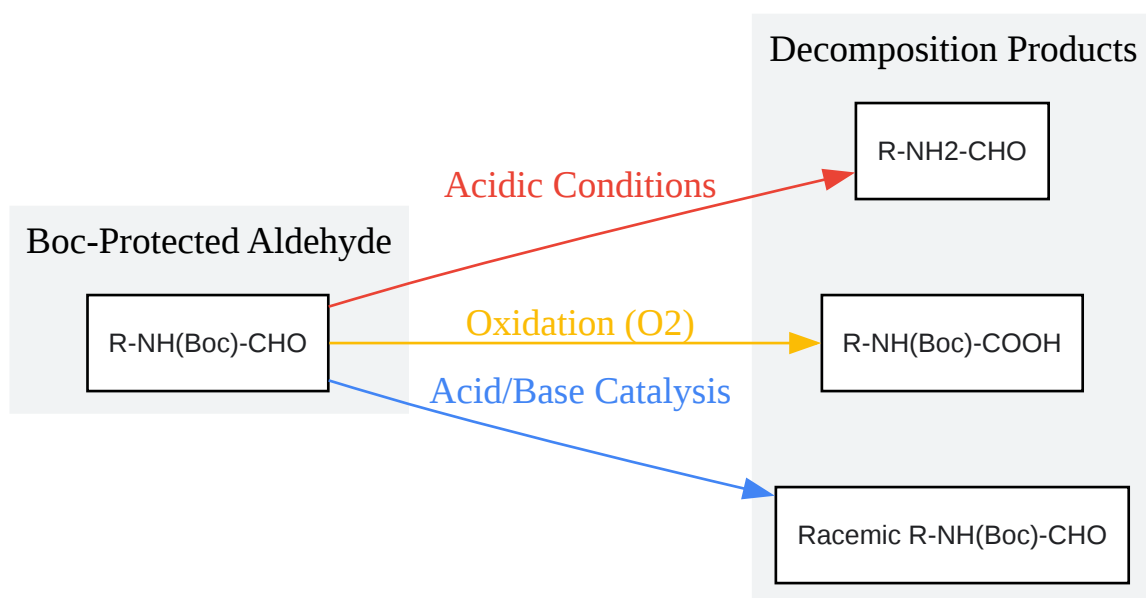 Decomposition Products
R-NH2-CHO
Acidic Conditions
Boc-Protected Aldehyde
R-NH(Boc)-CHO
Oxidation (O2)
R-NH(Boc)-COOH
Acid/Base Catalysis
Racemic R-NH(Boc)-CHO